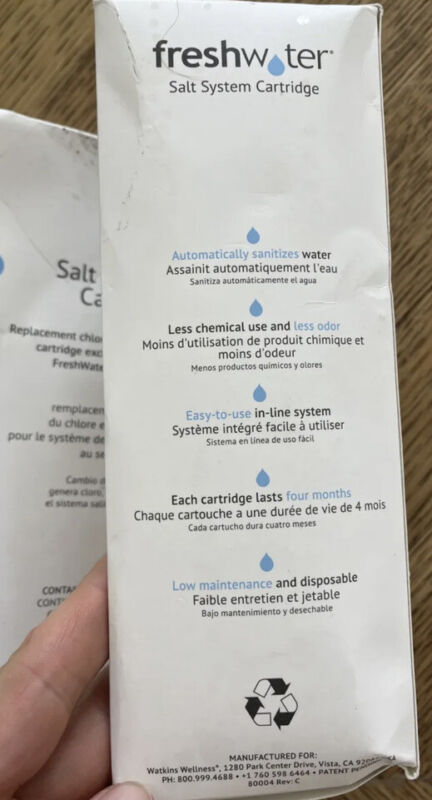 freshwater
Salt System Cartridge
Automatically sanitizes water
Assainit automatiquement l'eau
Sanitiza automáticamente el agua
Less chemical use and less odor
Moins d'utilisation de produit chimique et
moins d'odeur
Menos productos químicos y olores
Easy-to-use in-line system
Système intégré facile à utiliser
Sistema en línea de uso fácil
Each cartridge lasts four months
Chaque cartouche a une durée de vie de 4 mois
Cada cartucho dura cuatro meses
Low maintenance and disposable
Faible entretien et jetable
Bajo mantenimiento y desechable
MANUFACTURED FOR:
Watkins Wellness®, 1280 Park Center Drive, Vista, CA
PH: 800.999.4688 • +1 760 598 6464 • PATENT
80004 Rev: C
Salt
Ca
Replacement chlo
cartridge exc
FreshWate
remplacen
du chlore e
pour le système de
au se
Cambio d
genera cloro,
el sistema sali
CONTA
CONT